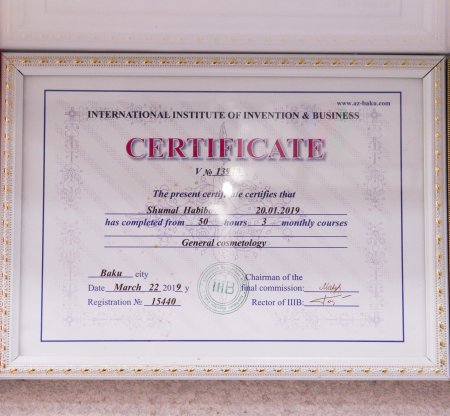 www.az-baku.com
INTERNATIONAL INSTITUTE OF INVENTION & BUSINESS
CERTIFICATE
V №
The present certificate certifies that
Shumal 20.01.2019
has completed from 50 hours 3 monthly courses
General cosmetology
Baku city
Date March 22 2019 y
Registration № 15440
IIIB
Chairman of the
final commission:
Rector of IIIB: